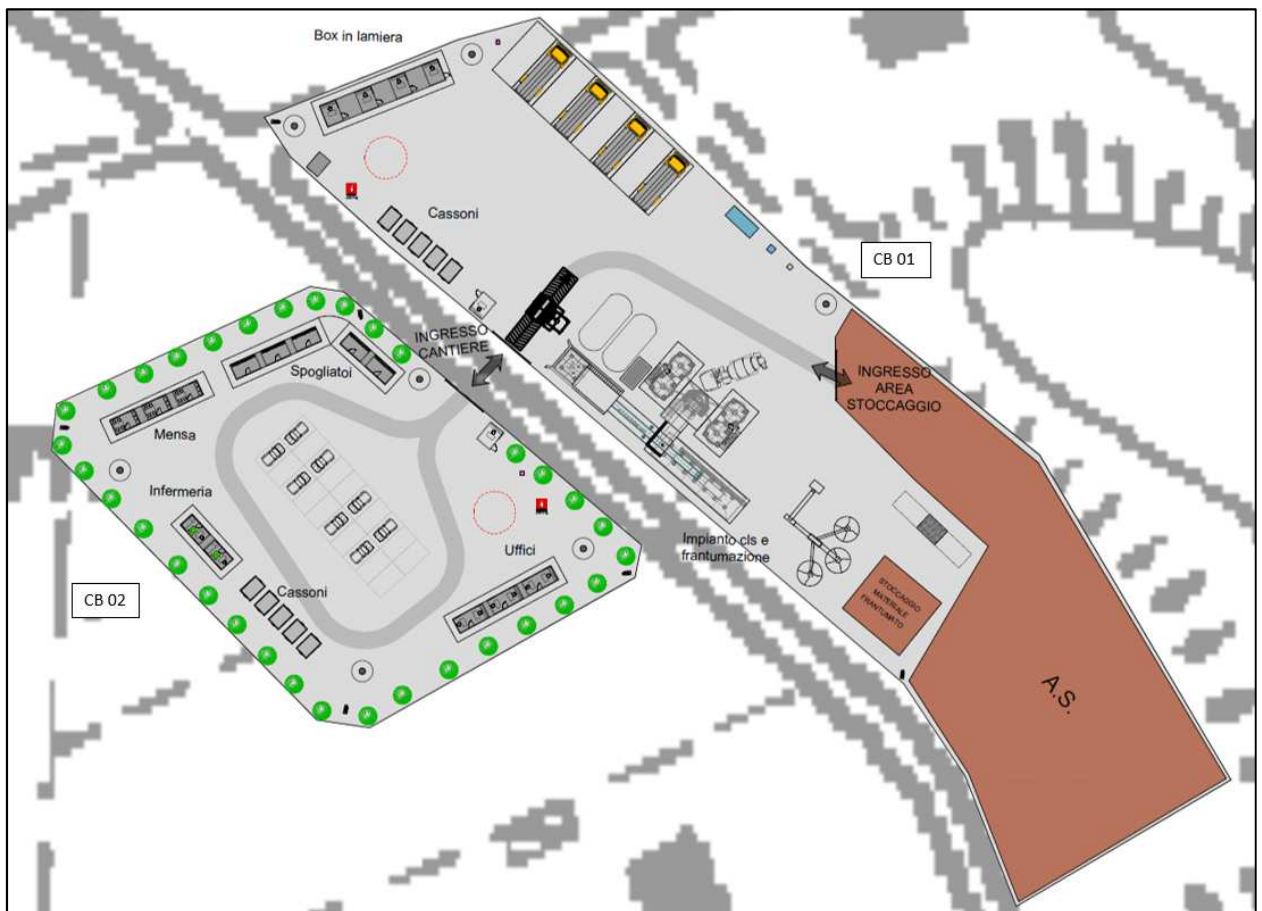 Box in lamiera
Cassoni
CB 01
INGRESSO
CANTIERE
INGRESSO
AREA
STOCCAGGIO
Spogliatoi
Mensa
Infermeria
Uffici
Impianto cls e
frantumazione
Cassoni
CB 02
STOCCAGGIO
MATERIALE
FRANTUMATO
A.S.